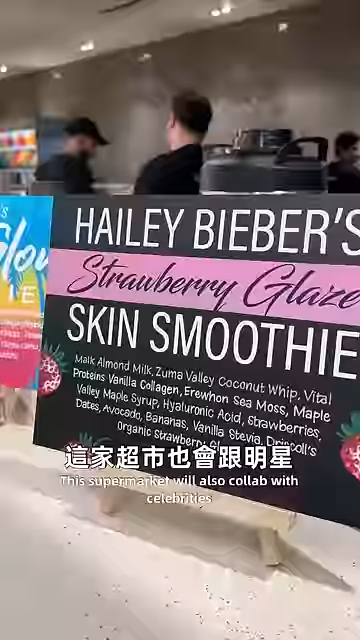 HAILEY BIEBER'S
Strawberry Glaze
SKIN SMOOTHIE
Malk Almond Milk, Zuma Valley Coconut Whip, Vital
Proteins Vanilla Collagen, Erewhon Sea Moss, Maple
Valley Maple Syrup, Hyaluronic Acid, Strawberries,
Dates, Avocado, Bananas, Vanilla Stevia, Driscoll's
Organic Strawberry
這家超市也會跟明星
This supermarket will also collab with
celebrities